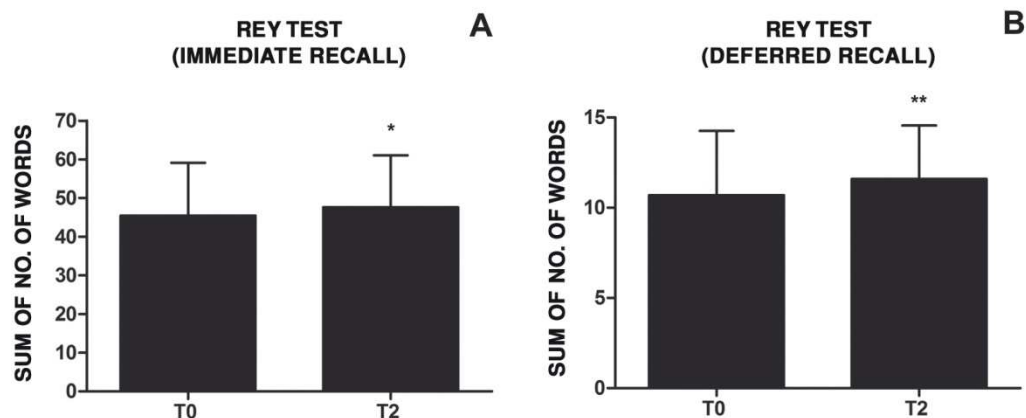 A
REY TEST
(IMMEDIATE RECALL)
SUM OF NO. OF WORDS
70
60
50
40
30
20
10
0
*
T0
T2
B
REY TEST
(DEFERRED RECALL)
SUM OF NO. OF WORDS
15
10
5
0
**
T0
T2